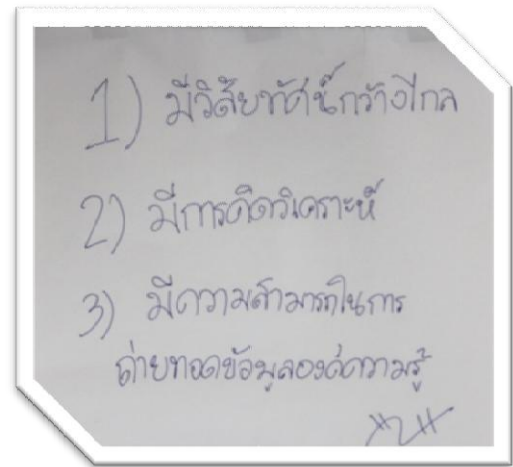 1) มีวิสัยทัศน์กว้างไกล
2) มีการคิดวิเคราะห์
3) มีความสามารถในการ
ถ่ายทอดข้อมูลองค์ความรู้